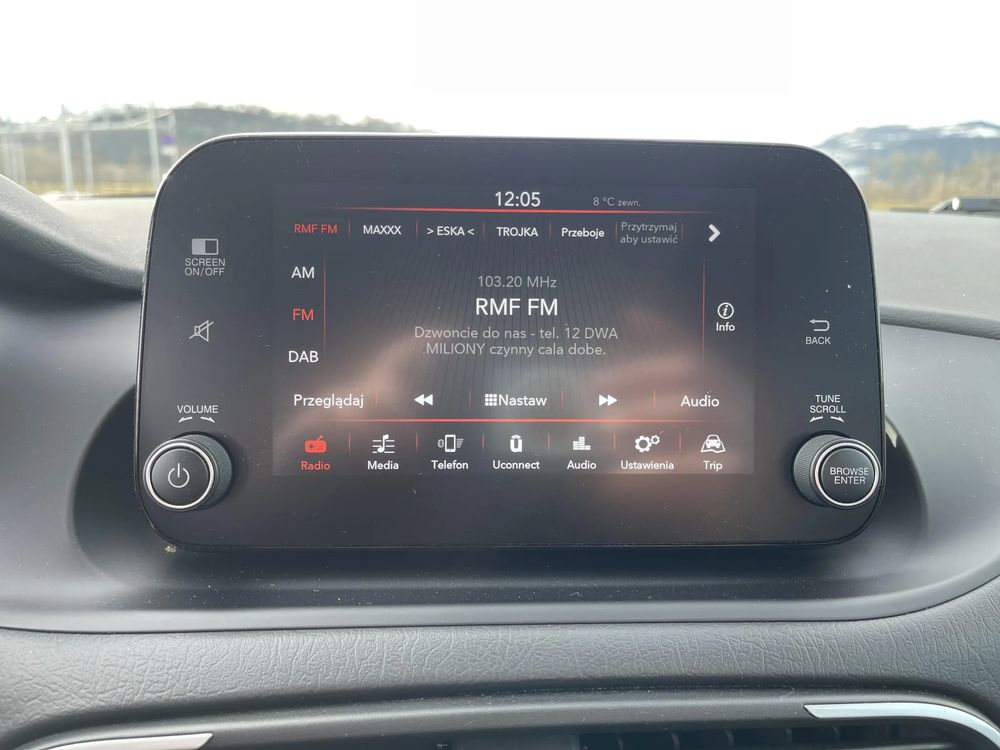 12:05
8 °C zewn.
RMF FM
MAXXX
> ESKA <
TROJKA
Przeboje
Przytrzymaj
aby ustawić
SCREEN
ON/OFF
AM
103.20 MHz
RMF FM
FM
Info
Dzwoncie do nas - tel. 12 DWA
MILIONY czynny cala dobe.
BACK
DAB
Przeglądaj
Nastaw
Audio
VOLUME
TUNE
SCROLL
Radio
Media
Telefon
Uconnect
Audio
Ustawienia
Trip
BROWSE
ENTER